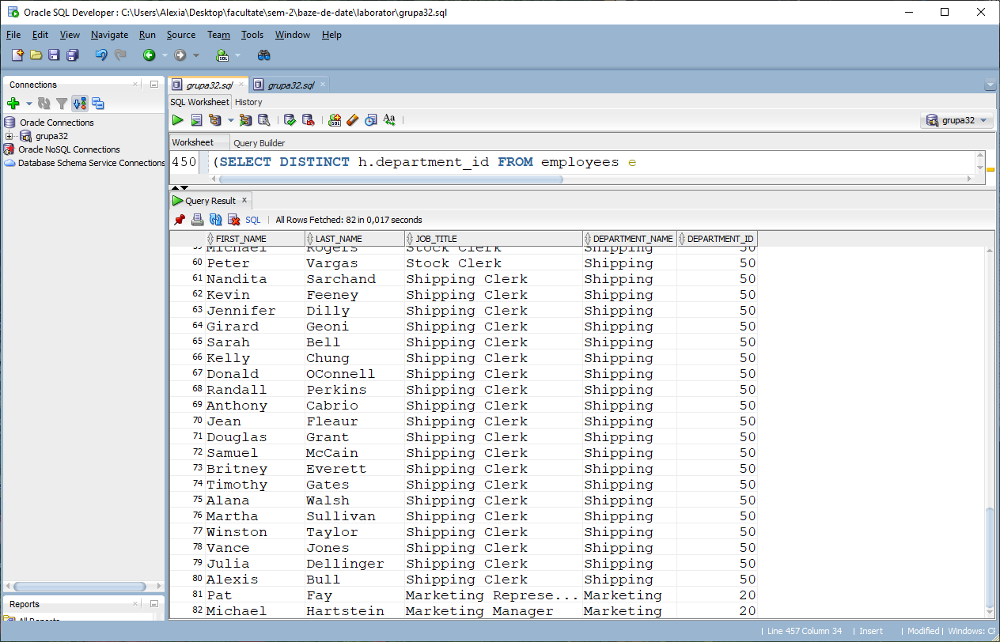 Oracle SQL Developer : C:\Users\Alexia\Desktop\facultate\sem-2\baze-de-date\laborator\grupa32.sql
File Edit View Navigate Run Source Team Tools Window Help
Connections
Oracle Connections
grupa32
Oracle NoSQL Connections
Database Schema Service Connections
Reports
All Reports
grupa32.sql grupa32.sql
SQL Worksheet History
grupa32
Worksheet Query Builder
450 (SELECT DISTINCT h.department_id FROM employees e
Query Result
SQL All Rows Fetched: 82 in 0,017 seconds
FIRST_NAME LAST_NAME JOB_TITLE DEPARTMENT_NAME DEPARTMENT_ID
59 Michael Rogers Stock Clerk Shipping 50
60 Peter Vargas Stock Clerk Shipping 50
61 Nandita Sarchand Shipping Clerk Shipping 50
62 Kevin Feeney Shipping Clerk Shipping 50
63 Jennifer Dilly Shipping Clerk Shipping 50
64 Girard Geoni Shipping Clerk Shipping 50
65 Sarah Bell Shipping Clerk Shipping 50
66 Kelly Chung Shipping Clerk Shipping 50
67 Donald OConnell Shipping Clerk Shipping 50
68 Randall Perkins Shipping Clerk Shipping 50
69 Anthony Cabrio Shipping Clerk Shipping 50
70 Jean Fleaur Shipping Clerk Shipping 50
71 Douglas Grant Shipping Clerk Shipping 50
72 Samuel McCain Shipping Clerk Shipping 50
73 Britney Everett Shipping Clerk Shipping 50
74 Timothy Gates Shipping Clerk Shipping 50
75 Alana Walsh Shipping Clerk Shipping 50
76 Martha Sullivan Shipping Clerk Shipping 50
77 Winston Taylor Shipping Clerk Shipping 50
78 Vance Jones Shipping Clerk Shipping 50
79 Julia Dellinger Shipping Clerk Shipping 50
80 Alexis Bull Shipping Clerk Shipping 50
81 Pat Fay Marketing Represe... Marketing 20
82 Michael Hartstein Marketing Manager Marketing 20
| Line 457 Column 34 | Insert | Modified | Windows: CF